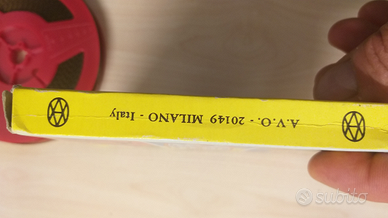 A.V.O. - 20149 MILANO - Italy
subito